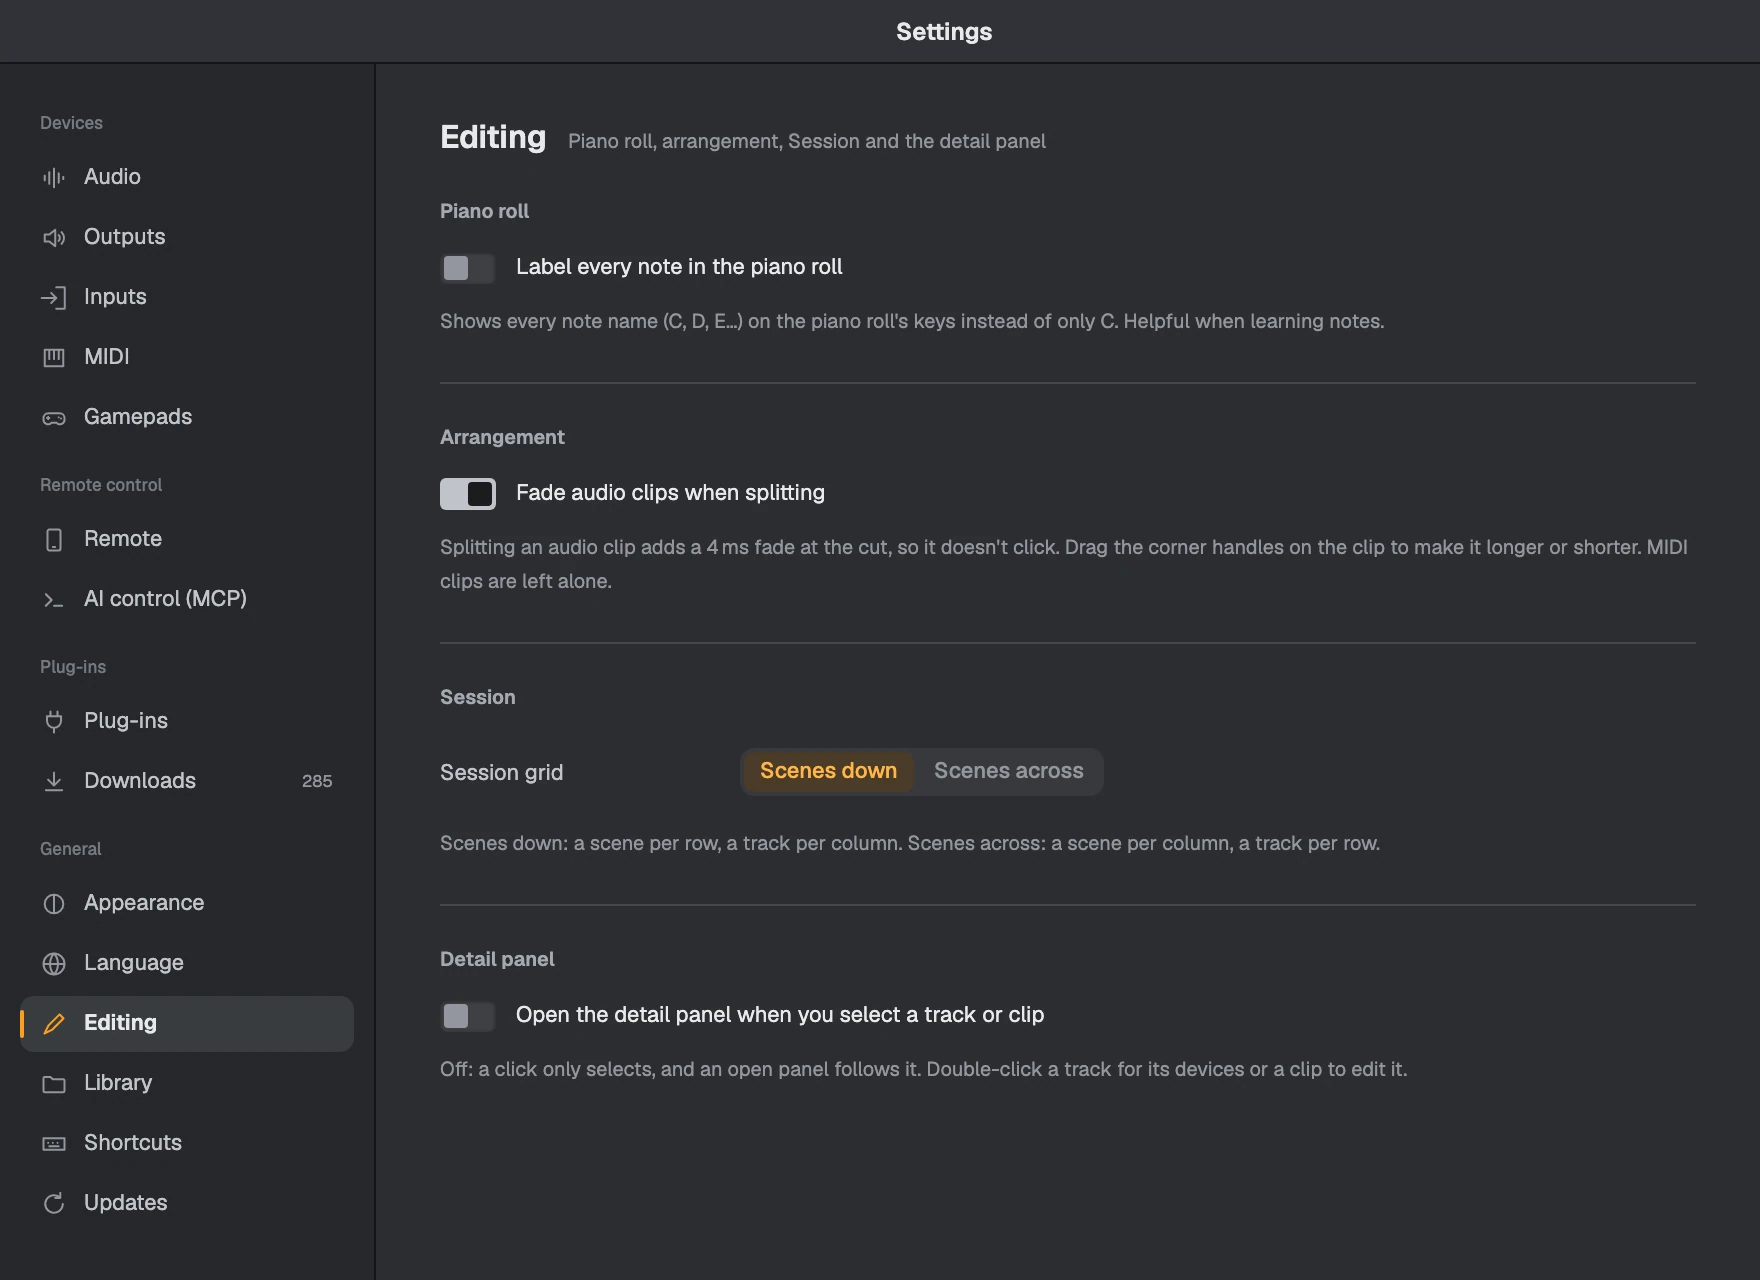 Settings
Devices
Audio
Outputs
Inputs
MIDI
Gamepads
Remote control
Remote
AI control (MCP)
Plug-ins
Plug-ins
Downloads 285
General
Appearance
Language
Editing
Library
Shortcuts
Updates
Editing Piano roll, arrangement, Session and the detail panel
Piano roll
Label every note in the piano roll
Shows every note name (C, D, E...) on the piano roll's keys instead of only C. Helpful when learning notes.
Arrangement
Fade audio clips when splitting
Splitting an audio clip adds a 4 ms fade at the cut, so it doesn't click. Drag the corner handles on the clip to make it longer or shorter. MIDI
clips are left alone.
Session
Session grid Scenes down Scenes across
Scenes down: a scene per row, a track per column. Scenes across: a scene per column, a track per row.
Detail panel
Open the detail panel when you select a track or clip
Off: a click only selects, and an open panel follows it. Double-click a track for its devices or a clip to edit it.